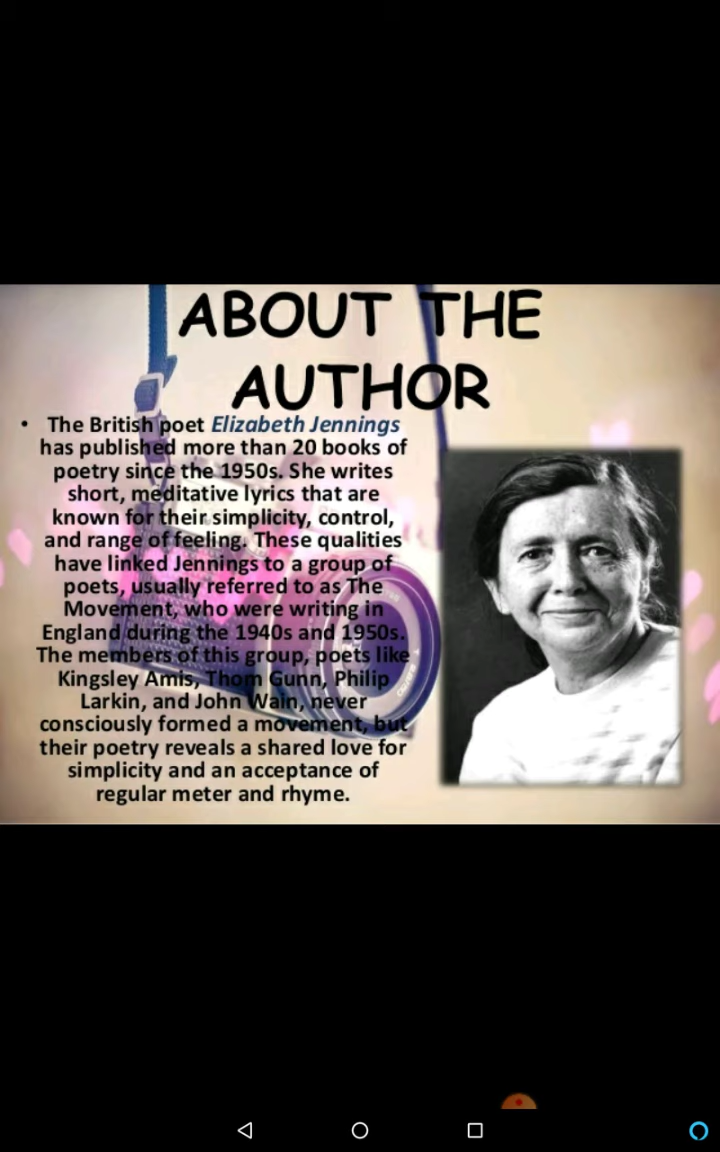 ABOUT THE
AUTHOR
• The British poet Elizabeth Jennings
has published more than 20 books of
poetry since the 1950s. She writes
short, meditative lyrics that are
known for their simplicity, control,
and range of feeling. These qualities
have linked Jennings to a group of
poets, usually referred to as The
Movement, who were writing in
England during the 1940s and 1950s.
The members of this group, poets like
Kingsley Amis, Thom Gunn, Philip
Larkin, and John Wain, never
consciously formed a movement, but
their poetry reveals a shared love for
simplicity and an acceptance of
regular meter and rhyme.